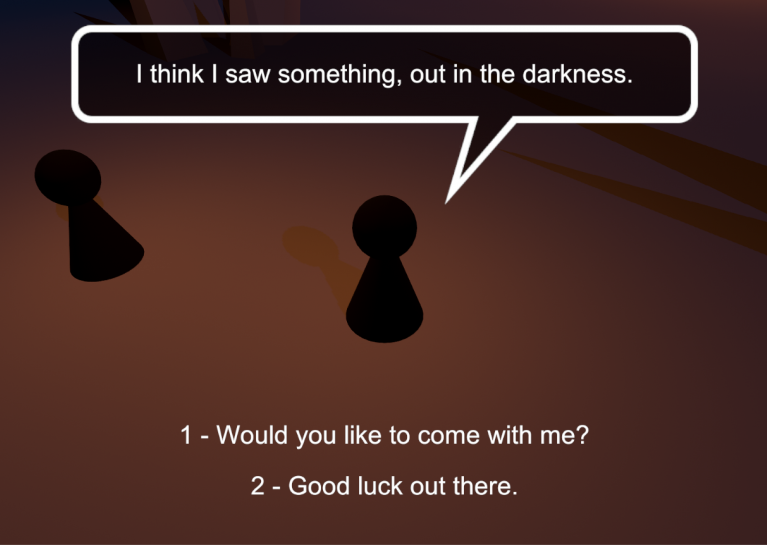 I think I saw something, out in the darkness.
1 - Would you like to come with me?
2 - Good luck out there.